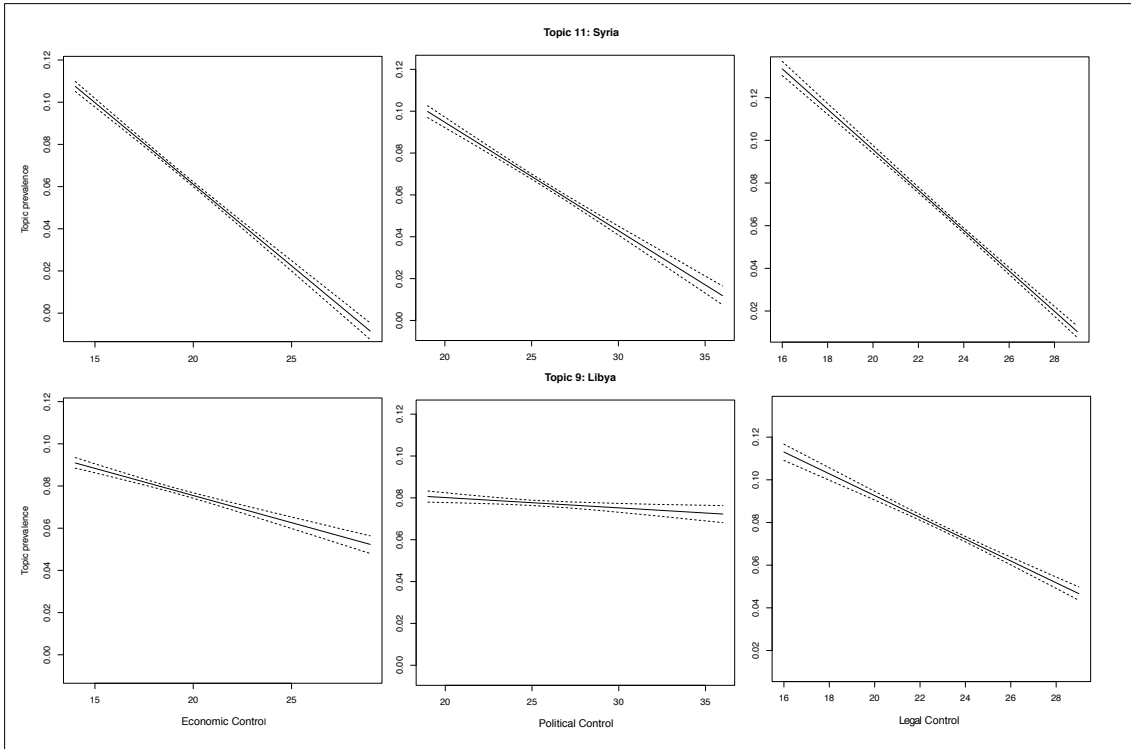 Topic 11: Syria
Topic prevalence
0.00 0.02 0.04 0.06 0.08 0.10 0.12
15 20 25
0.00 0.02 0.04 0.06 0.08 0.10 0.12
20 25 30 35
0.02 0.04 0.06 0.08 0.10 0.12
16 18 20 22 24 26 28
Topic 9: Libya
Topic prevalence
0.00 0.02 0.04 0.06 0.08 0.10 0.12
15 20 25
Economic Control
0.00 0.02 0.04 0.06 0.08 0.10 0.12
20 25 30 35
Political Control
0.02 0.04 0.06 0.08 0.10 0.12
16 18 20 22 24 26 28
Legal Control